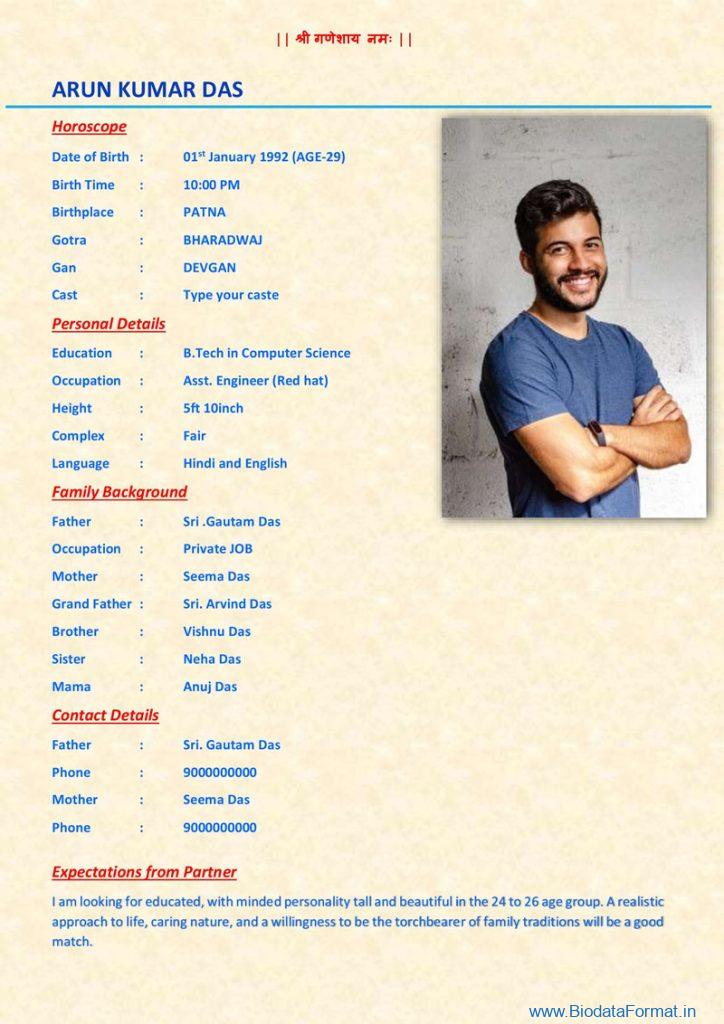 || श्री गणेशाय नमः ||
ARUN KUMAR DAS
Horoscope
Date of Birth : 01st January 1992 (AGE-29)
Birth Time : 10:00 PM
Birthplace : PATNA
Gotra : BHARADWAJ
Gan : DEVGAN
Cast : Type your caste
Personal Details
Education : B.Tech in Computer Science
Occupation : Asst. Engineer (Red hat)
Height : 5ft 10inch
Complex : Fair
Language : Hindi and English
Family Background
Father : Sri .Gautam Das
Occupation : Private JOB
Mother : Seema Das
Grand Father : Sri. Arvind Das
Brother : Vishnu Das
Sister : Neha Das
Mama : Anuj Das
Contact Details
Father : Sri. Gautam Das
Phone : 9000000000
Mother : Seema Das
Phone : 9000000000
Expectations from Partner
I am looking for educated, with minded personality tall and beautiful in the 24 to 26 age group. A realistic
approach to life, caring nature, and a willingness to be the torchbearer of family traditions will be a good
match.
www.BiodataFormat.in